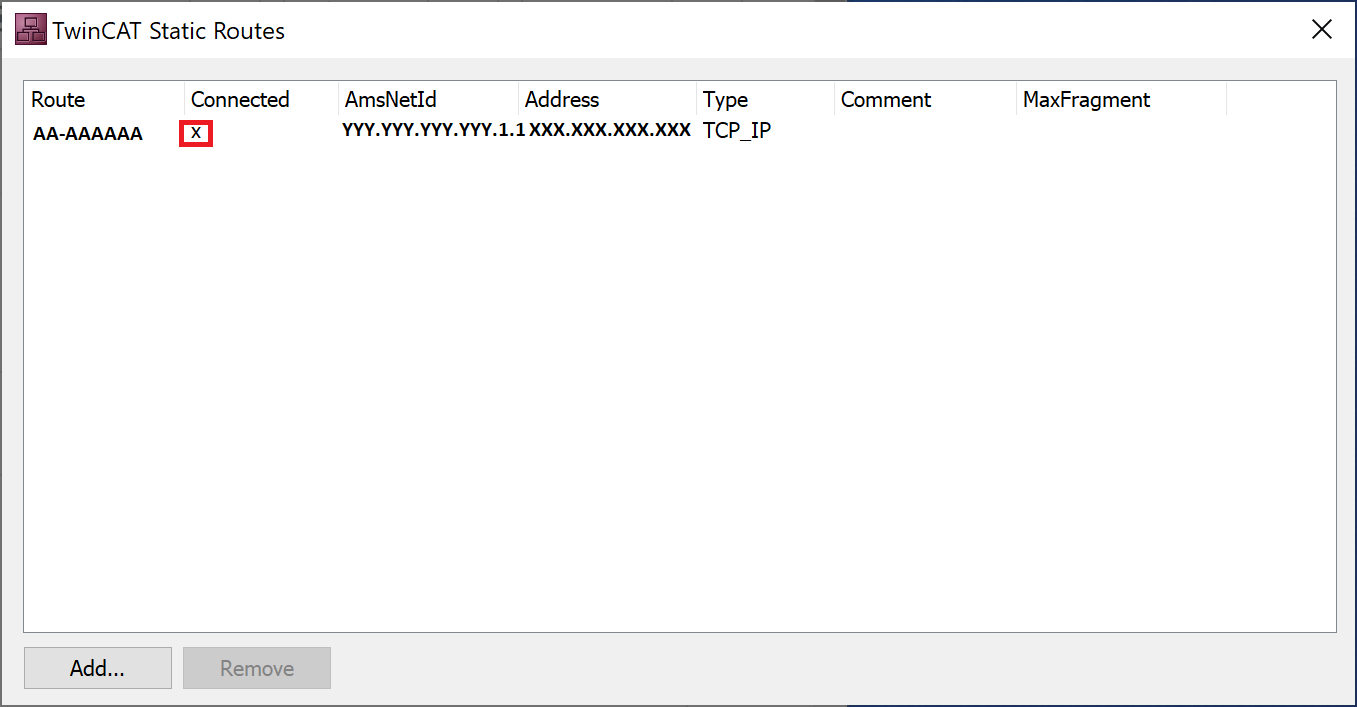 TwinCAT Static Routes
Route Connected AmsNetId Address Type Comment MaxFragment
AA-AAAAAA X YYY.YYY.YYY.YYY.1.1 XXX.XXX.XXX.XXX TCP_IP
Add... Remove